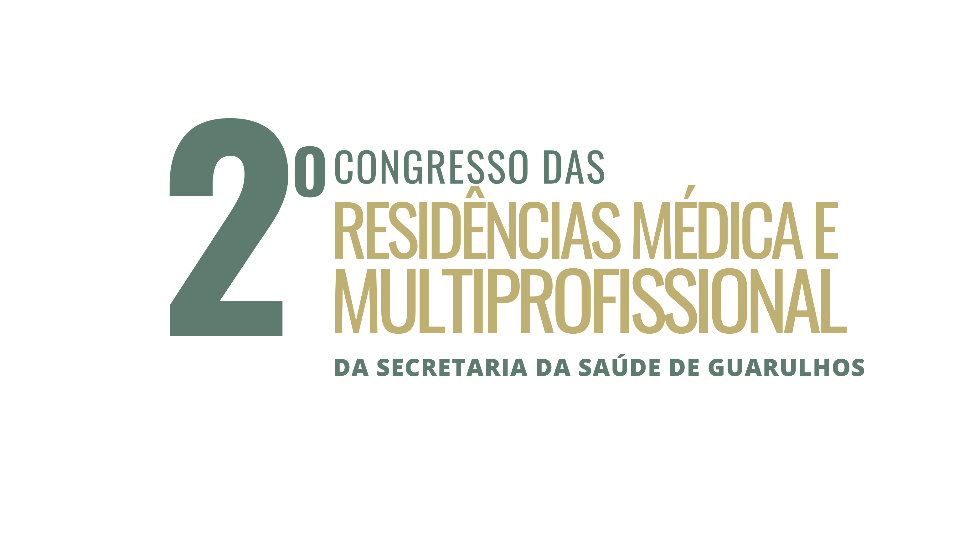 2º CONGRESSO DAS
RESIDÊNCIAS MÉDICA E
MULTIPROFISSIONAL
DA SECRETARIA DA SAÚDE DE GUARULHOS